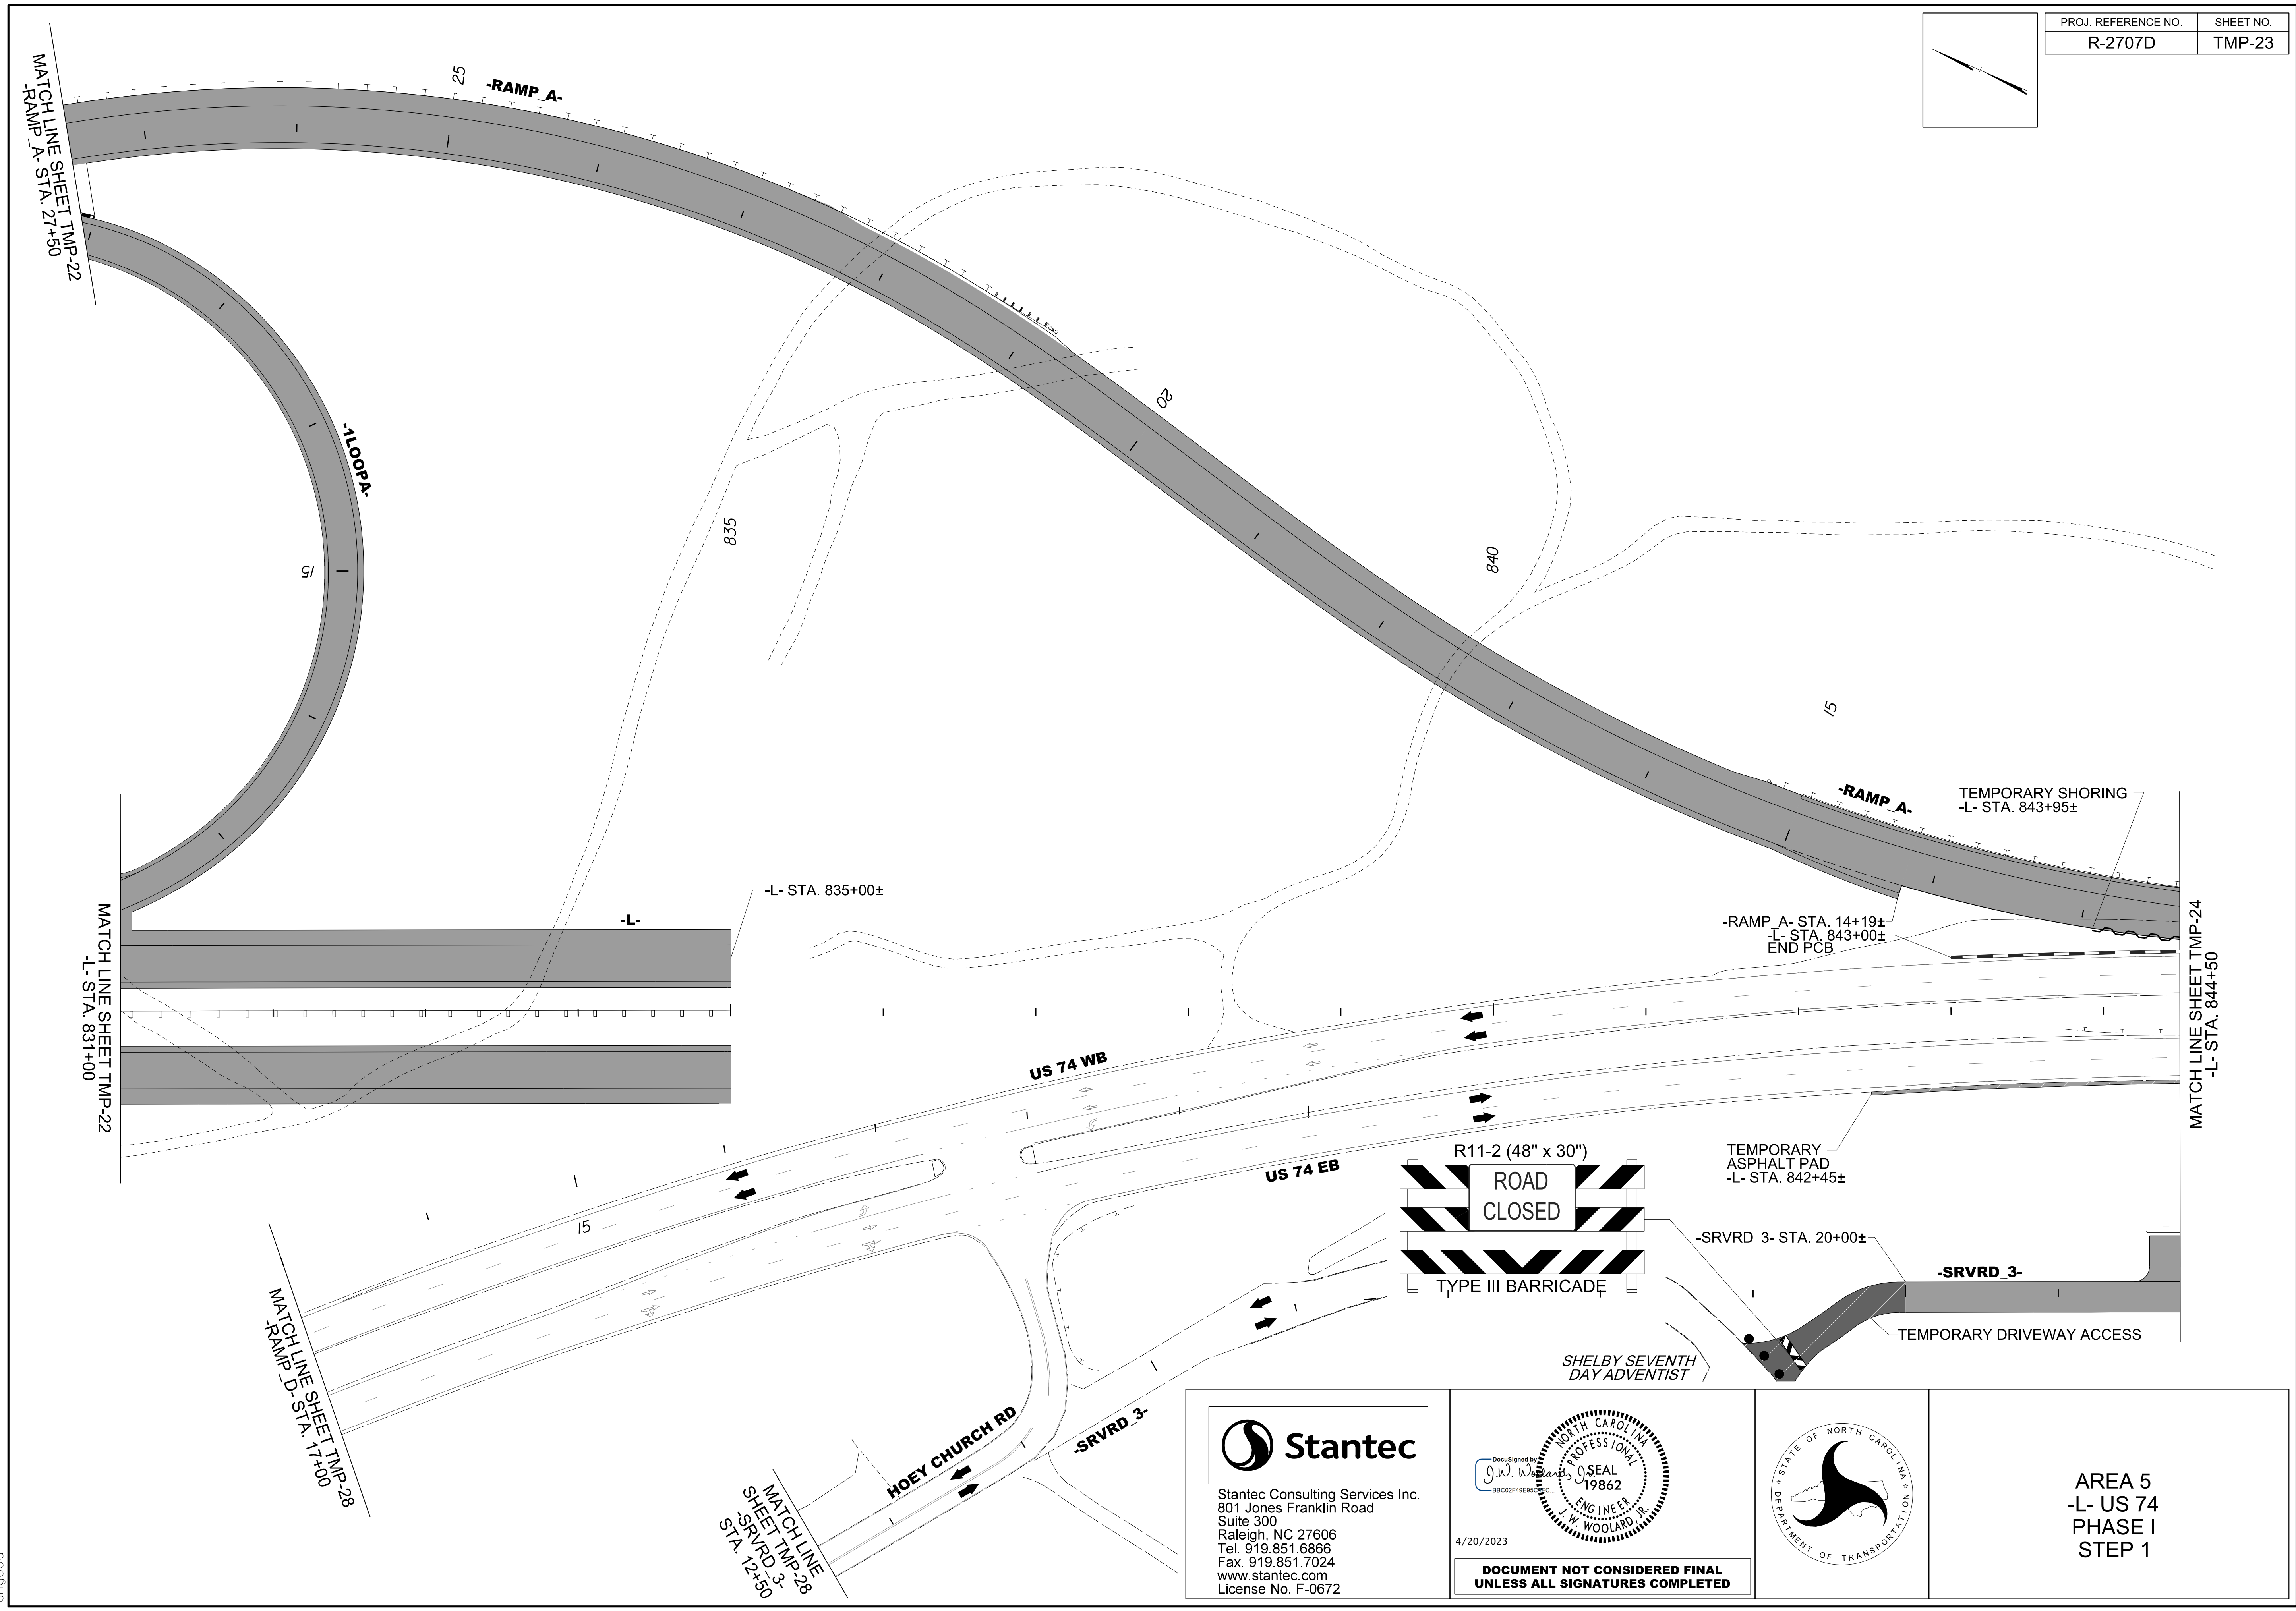 PROJ. REFERENCE NO.
SHEET NO.
R-2707D
TMP-23
MATCH LINE SHEET TMP-22
-RAMP_A- STA. 27+50
25
-RAMP_A-
-1LOOPA-
15
835
20
840
15
-RAMP_A-
TEMPORARY SHORING
-L- STA. 843+95±
-L- STA. 835+00±
-L-
MATCH LINE SHEET TMP-22
-L- STA. 831+00
-RAMP_A- STA. 14+19±
-L- STA. 843+00±
END PCB
MATCH LINE SHEET TMP-24
-L- STA. 844+50
US 74 WB
US 74 EB
15
R11-2 (48" x 30")
ROAD
CLOSED
TYPE III BARRICADE
TEMPORARY
ASPHALT PAD
-L- STA. 842+45±
-SRVRD_3- STA. 20+00±
-SRVRD_3-
TEMPORARY DRIVEWAY ACCESS
SHELBY SEVENTH
DAY ADVENTIST
MATCH LINE SHEET TMP-28
-RAMP_D- STA. 17+00
HOEY CHURCH RD
-SRVRD_3-
MATCH LINE
SHEET TMP-28
-SRVRD_3-
STA. 12+50
Stantec
Stantec Consulting Services Inc.
801 Jones Franklin Road
Suite 300
Raleigh, NC 27606
Tel. 919.851.6866
Fax. 919.851.7024
www.stantec.com
License No. F-0672
DocuSigned by
J.W. Woolard, Jr.
NORTH CAROLINA
PROFESSIONAL
SEAL
19862
ENGINEER
J. W. WOOLARD, JR.
4/20/2023
DOCUMENT NOT CONSIDERED FINAL
UNLESS ALL SIGNATURES COMPLETED
STATE OF NORTH CAROLINA
DEPARTMENT OF TRANSPORTATION
AREA 5
-L- US 74
PHASE I
STEP 1